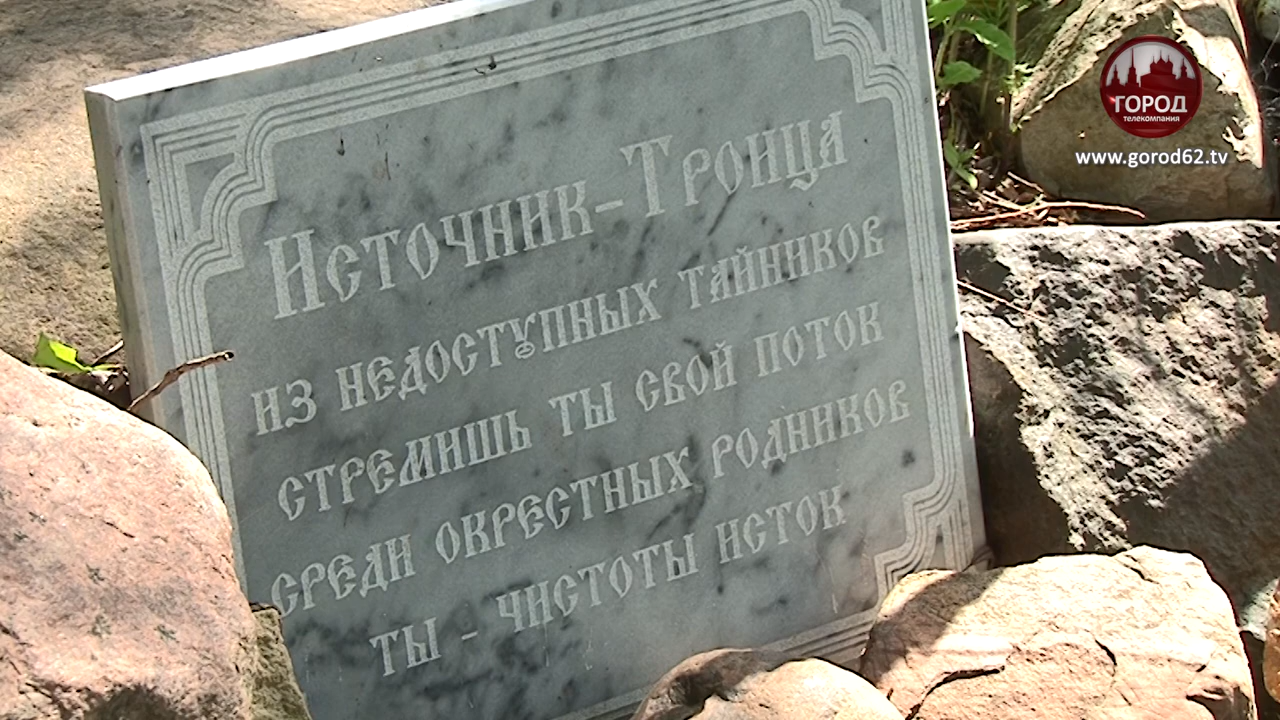 ГОРОД
телекомпания
www.gorod62.tv
Источник-Троица
из недоступных тайников
стремишь ты свой поток
среди окрестных родников
ты - чистоты исток